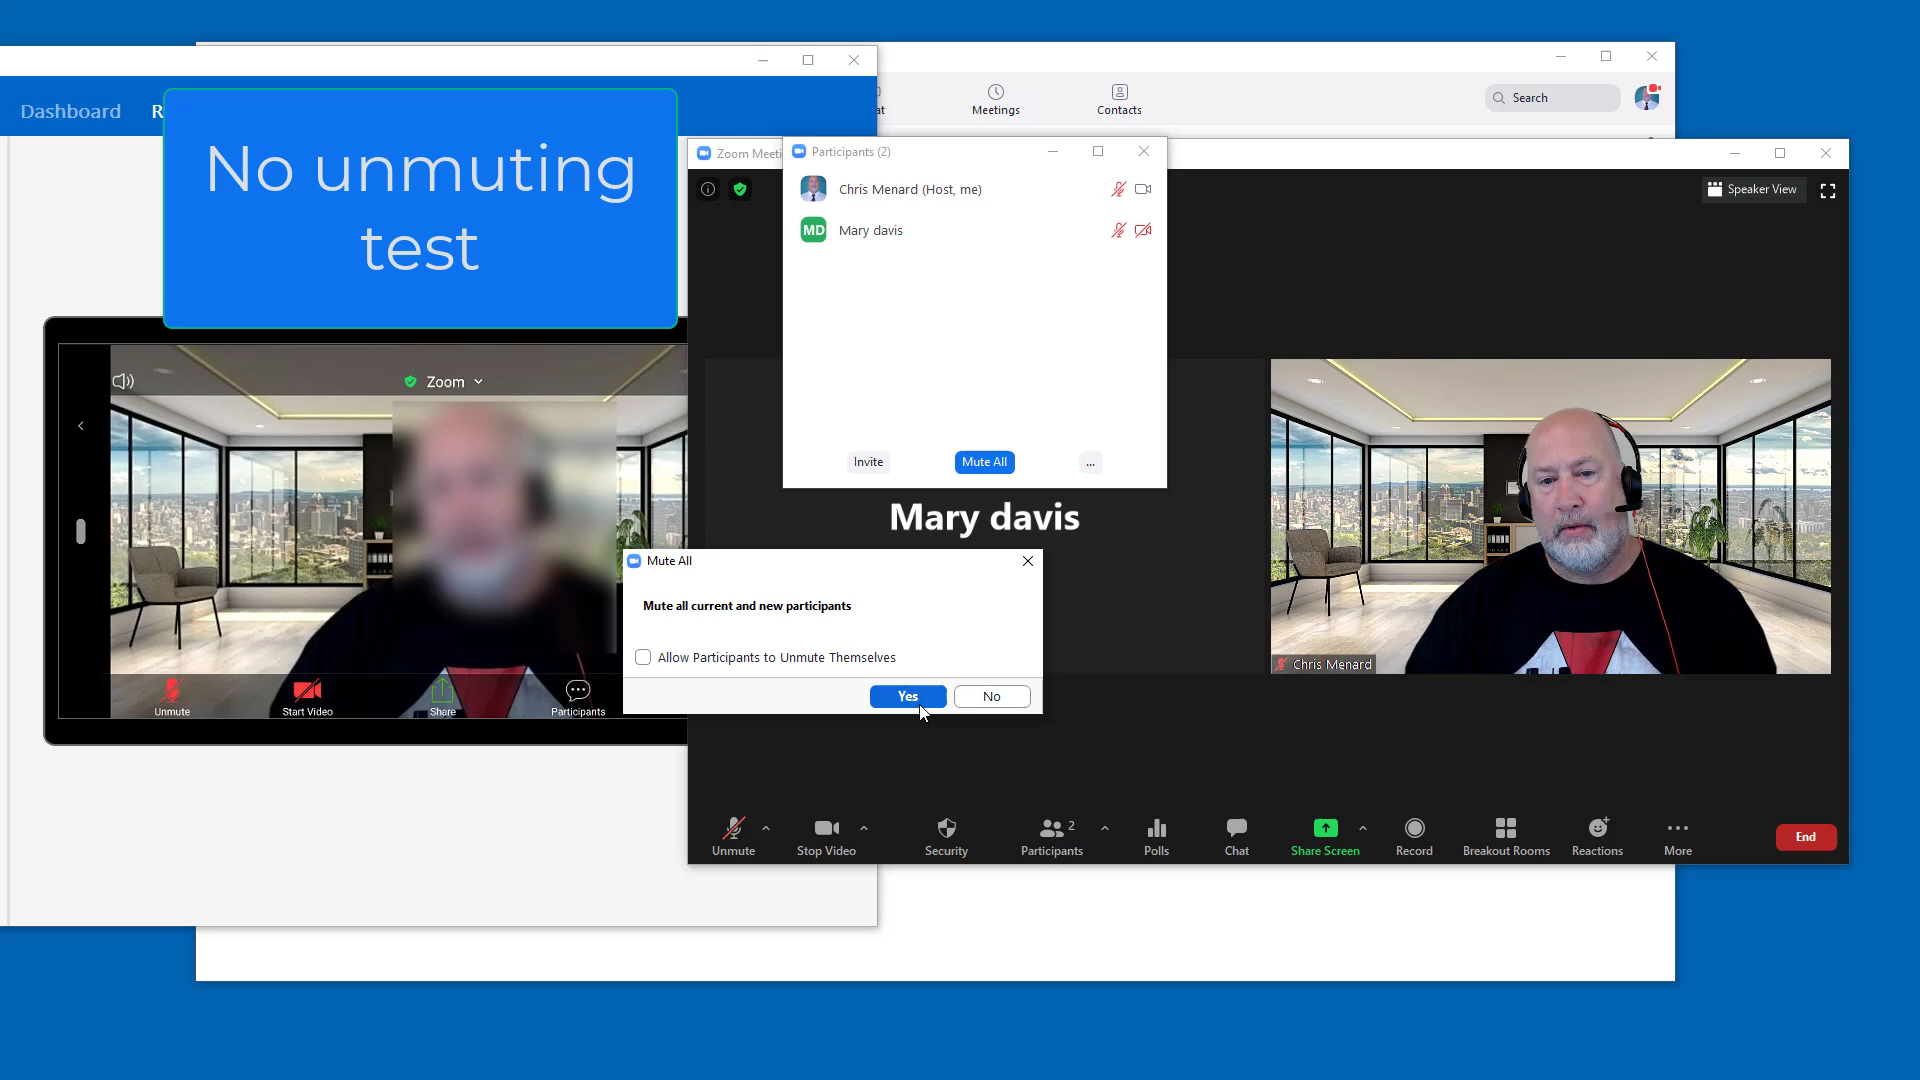 Dashboard
No unmuting
test
Meetings
Contacts
Search
Zoom Meeti
Participants (2)
Chris Menard (Host, me)
MD
Mary davis
Invite
Mute All
...
Speaker View
Zoom
Unmute
Start Video
Share
Participants
Mary davis
Chris Menard
Mute All
Mute all current and new participants
Allow Participants to Unmute Themselves
Yes
No
Unmute
Stop Video
Security
Participants
2
Polls
Chat
Share Screen
Record
Breakout Rooms
Reactions
More
End